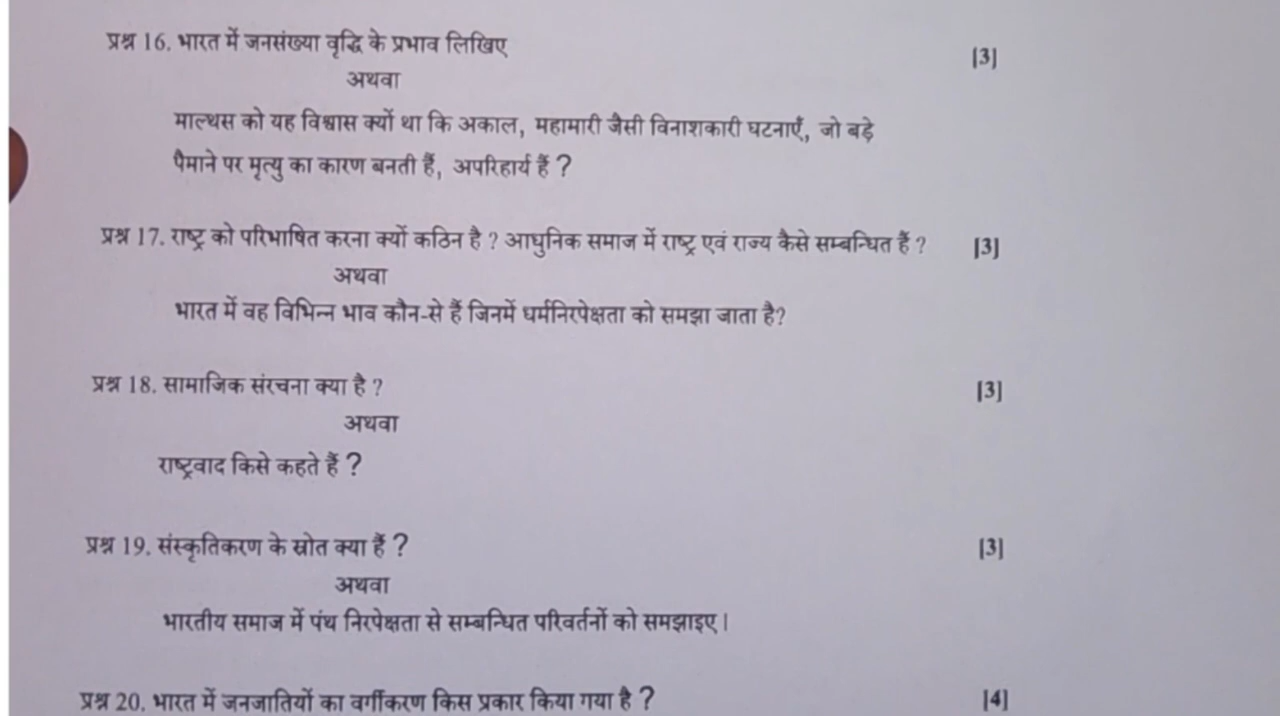 प्रश्न 16. भारत में जनसंख्या वृद्धि के प्रभाव लिखिए [3]
अथवा
माल्थस को यह विश्वास क्यों था कि अकाल, महामारी जैसी विनाशकारी घटनाएँ, जो बड़े
पैमाने पर मृत्यु का कारण बनती हैं, अपरिहार्य हैं ?
प्रश्न 17. राष्ट्र को परिभाषित करना क्यों कठिन है ? आधुनिक समाज में राष्ट्र एवं राज्य कैसे सम्बन्धित हैं ? [3]
अथवा
भारत में वह विभिन्न भाव कौन-से हैं जिनमें धर्मनिरपेक्षता को समझा जाता है?
प्रश्न 18. सामाजिक संरचना क्या है ? [3]
अथवा
राष्ट्रवाद किसे कहते हैं ?
प्रश्न 19. संस्कृतिकरण के स्रोत क्या हैं ? [3]
अथवा
भारतीय समाज में पंथ निरपेक्षता से सम्बन्धित परिवर्तनों को समझाइए ।
प्रश्न 20. भारत में जनजातियों का वर्गीकरण किस प्रकार किया गया है ? [4]